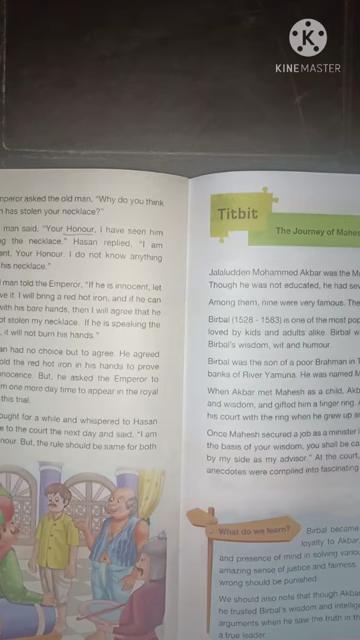 KINEMASTER
mperor asked the old man, "Why do you think
has stolen your necklace?"
man said, "Your Honour, I have seen him
the necklace." Hasan replied, "I am
Your Honour. I do not know anything
his necklace."
man told the Emperor, "If he is innocent, let
it. I will bring a red hot iron, and if he can
with his bare hands, then I will agree that he
stolen my necklace. If he is speaking the
it will not burn his hands."
an had no choice but to agree. He agreed
old the red hot iron in his hands to prove
nocence. But, he asked the Emperor to
m one more day time to appear in the royal
this trial.
ought for a while and whispered to Hasan
to the court the next day and said, "I am
nour. But, the rule should be same for both
Titbit
The Journey of Mahes
Jalaludden Mohammed Akbar was the M
Though he was not educated, he had sev
Among them, nine were very famous. The
Birbal (1528 - 1583) is one of the most pop
loved by kids and adults alike. Birbal w
Birbal's wisdom, wit and humour.
Birbal was the son of a poor Brahman in
banks of River Yamuna. He was named M
When Akbar met Mahesh as a child, Akb
and wisdom, and gifted him a finger ring.
his court with the ring when he grew up a
Once Mahesh secured a job as a minister i
the basis of your wisdom, you shall be ca
by my side as my advisor." At the court,
anecdotes were compiled into fascinating
What do we learn?
Birbal became
loyalty to Akbar,
and presence of mind in solving variou
amazing sense of justice and fairness.
wrong should be punished
We should also note that though Akbar
he trusted Birbal's wisdom and intellige
arguments when he saw the truth in th
a true leader.